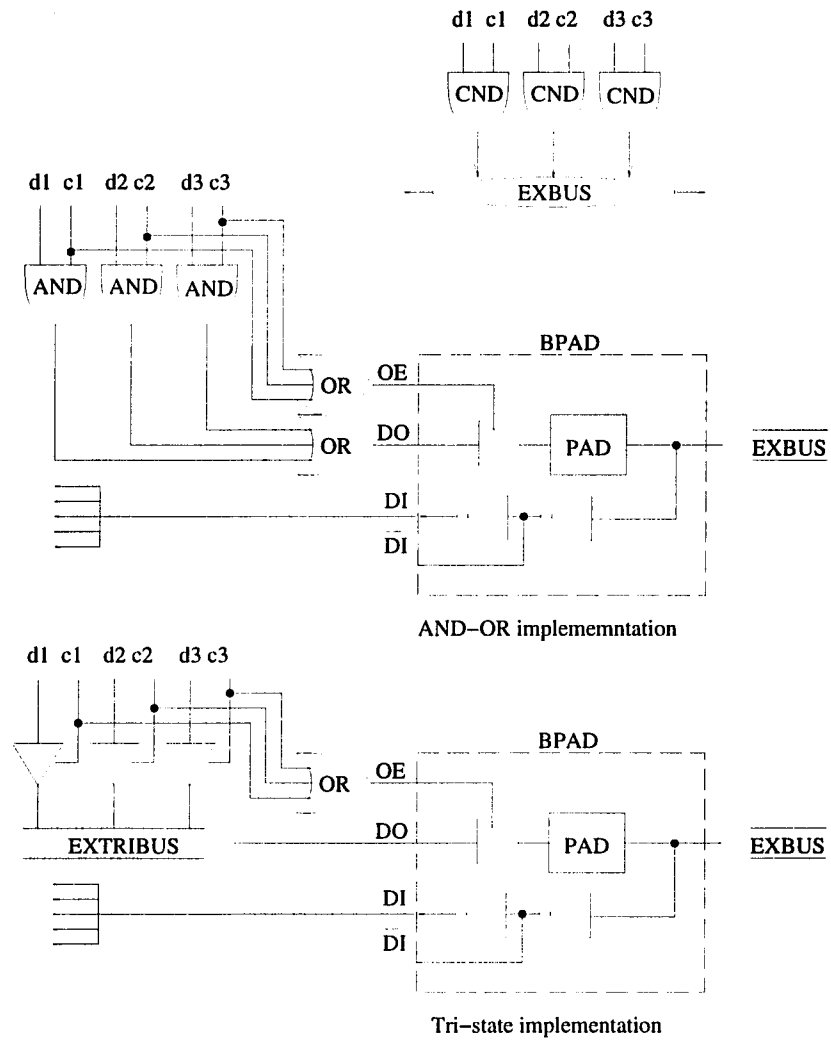 d1 c1 d2 c2 d3 c3
CND CND CND
EXBUS
d1 c1 d2 c2 d3 c3
AND AND AND
BPAD
OR OE
OR DO PAD EXBUS
DI
DI
AND–OR implememntation
d1 c1 d2 c2 d3 c3
BPAD
OR OE
EXTRIBUS DO PAD EXBUS
DI
DI
Tri–state implementation